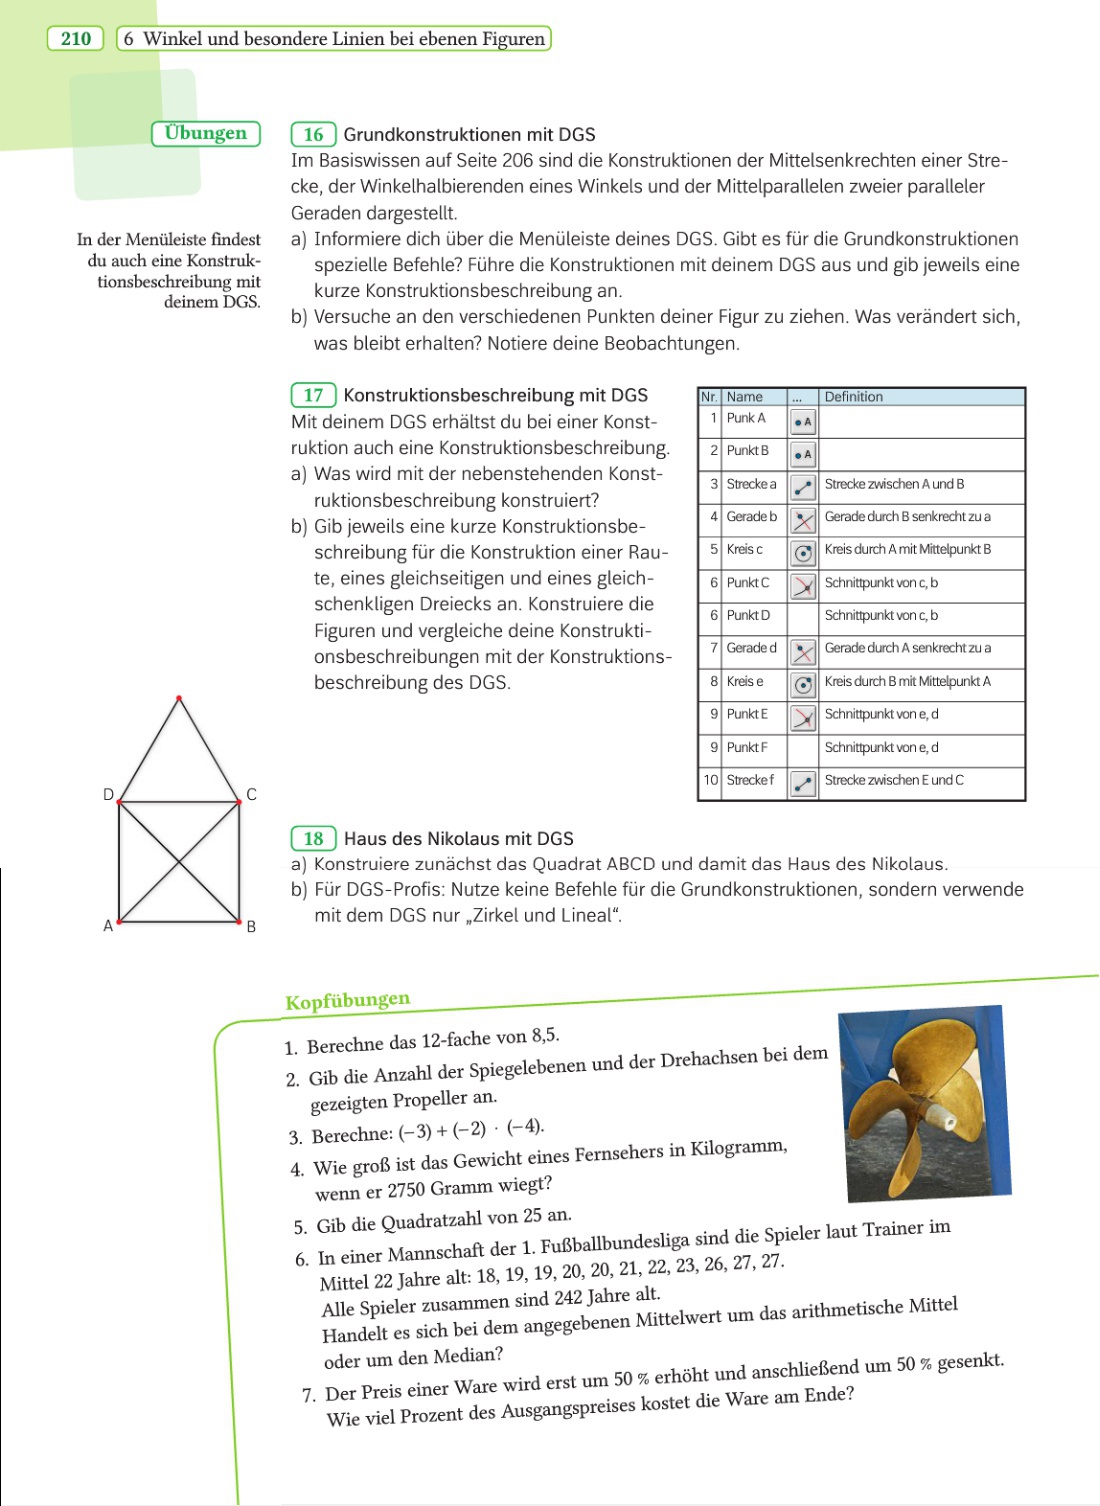 210
6 Winkel und besondere Linien bei ebenen Figuren
Übungen
16 Grundkonstruktionen mit DGS
Im Basiswissen auf Seite 206 sind die Konstruktionen der Mittelsenkrechten einer Stre-
cke, der Winkelhalbierenden eines Winkels und der Mittelparallelen zweier paralleler
Geraden dargestellt.
In der Menüleiste findest
du auch eine Konstruk-
tionsbeschreibung mit
deinem DGS.
a) Informiere dich über die Menüleiste deines DGS. Gibt es für die Grundkonstruktionen
spezielle Befehle? Führe die Konstruktionen mit deinem DGS aus und gib jeweils eine
kurze Konstruktionsbeschreibung an.
b) Versuche an den verschiedenen Punkten deiner Figur zu ziehen. Was verändert sich,
was bleibt erhalten? Notiere deine Beobachtungen.
17 Konstruktionsbeschreibung mit DGS
Mit deinem DGS erhältst du bei einer Konst-
ruktion auch eine Konstruktionsbeschreibung.
a) Was wird mit der nebenstehenden Konst-
ruktionsbeschreibung konstruiert?
b) Gib jeweils eine kurze Konstruktionsbe-
schreibung für die Konstruktion einer Rau-
te, eines gleichseitigen und eines gleich-
schenkligen Dreiecks an. Konstruiere die
Figuren und vergleiche deine Konstrukti-
onsbeschreibungen mit der Konstruktions-
beschreibung des DGS.
Nr. Name ... Definition
1 Punk A A
2 Punkt B A
3 Strecke a Strecke zwischen A und B
4 Gerade b Gerade durch B senkrecht zu a
5 Kreis c Kreis durch A mit Mittelpunkt B
6 Punkt C Schnittpunkt von c, b
6 Punkt D Schnittpunkt von c, b
7 Gerade d Gerade durch A senkrecht zu a
8 Kreis e Kreis durch B mit Mittelpunkt A
9 Punkt E Schnittpunkt von e, d
9 Punkt F Schnittpunkt von e, d
10 Strecke f Strecke zwischen E und C
D C
A B
18 Haus des Nikolaus mit DGS
a) Konstruiere zunächst das Quadrat ABCD und damit das Haus des Nikolaus.
b) Für DGS-Profis: Nutze keine Befehle für die Grundkonstruktionen, sondern verwende
mit dem DGS nur „Zirkel und Lineal“.
Kopfübungen
1. Berechne das 12-fache von 8,5.
2. Gib die Anzahl der Spiegelebenen und der Drehachsen bei dem
gezeigten Propeller an.
3. Berechne: (−3) + (−2) · (−4).
4. Wie groß ist das Gewicht eines Fernsehers in Kilogramm,
wenn er 2750 Gramm wiegt?
5. Gib die Quadratzahl von 25 an.
6. In einer Mannschaft der 1. Fußballbundesliga sind die Spieler laut Trainer im
Mittel 22 Jahre alt: 18, 19, 19, 20, 20, 21, 22, 23, 26, 27, 27.
Alle Spieler zusammen sind 242 Jahre alt.
Handelt es sich bei dem angegebenen Mittelwert um das arithmetische Mittel
oder um den Median?
7. Der Preis einer Ware wird erst um 50 % erhöht und anschließend um 50 % gesenkt.
Wie viel Prozent des Ausgangspreises kostet die Ware am Ende?